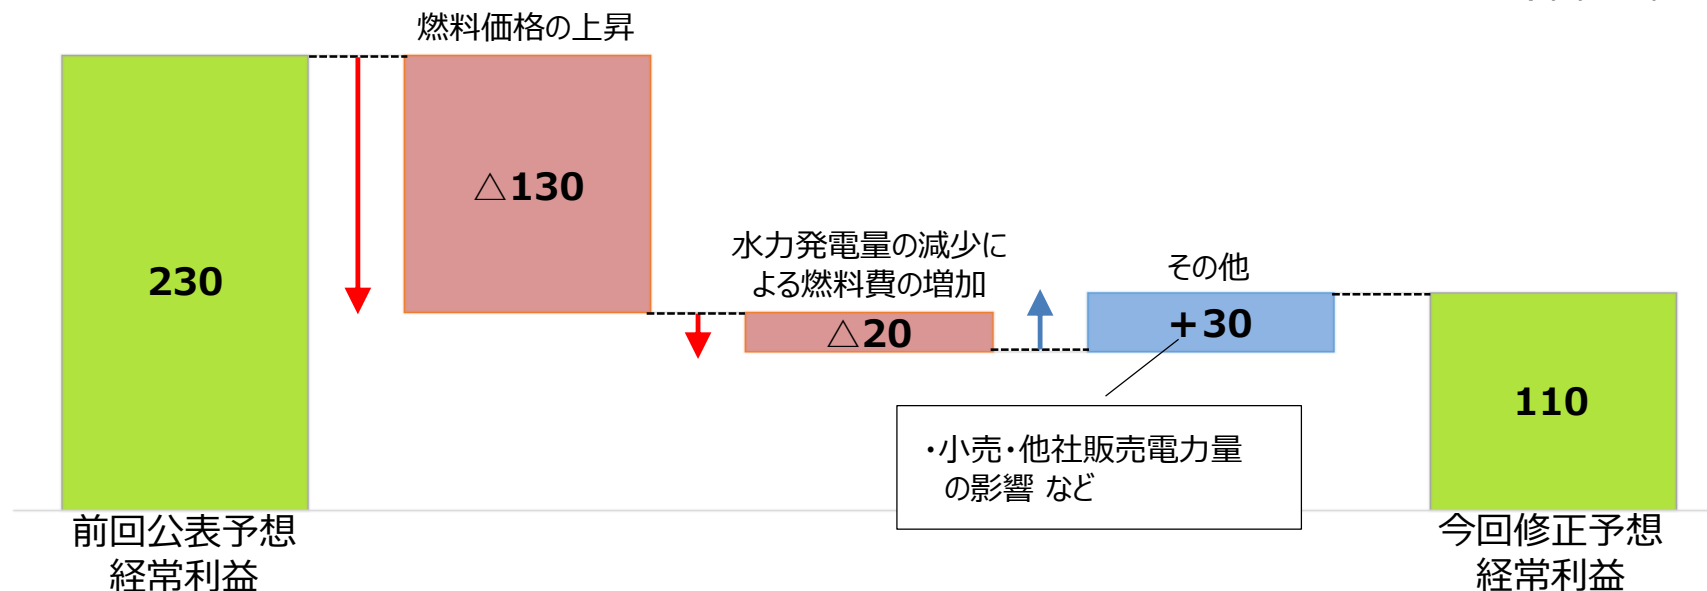 燃料価格の上昇
△130
230
水力発電量の減少に
よる燃料費の増加
△20
その他
+30
110
・小売・他社販売電力量
の影響 など
前回公表予想
経常利益
今回修正予想
経常利益